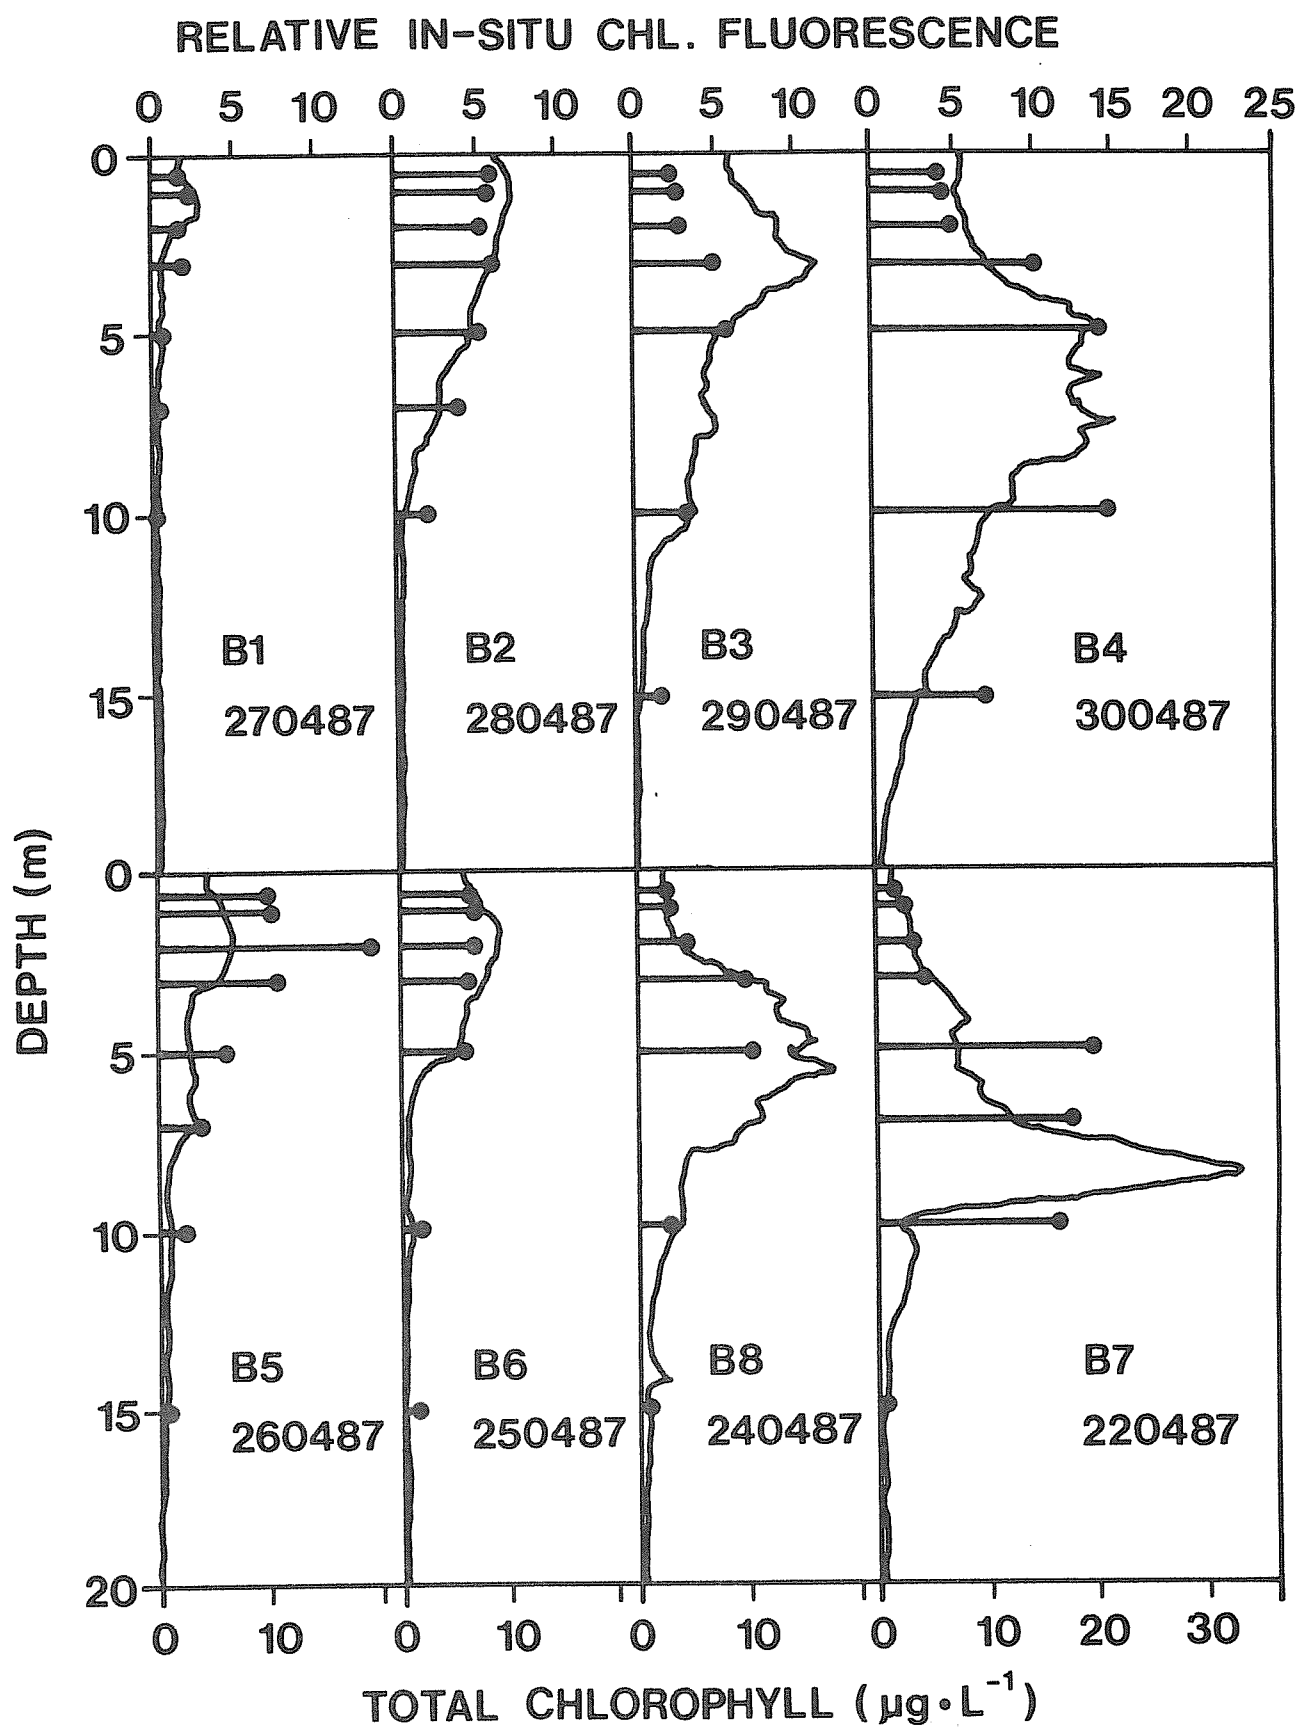 RELATIVE IN-SITU CHL. FLUORESCENCE
0 5 10 0 5 10 0 5 10 0 5 10 15 20 25
0
5
10
B1 B2 B3 B4
15
270487 280487 290487 300487
DEPTH (m)
0
5
10
B5 B6 B8 B7
15
260487 250487 240487 220487
20
0 10 0 10 0 10 0 10 20 30
TOTAL CHLOROPHYLL (µg•L⁻¹)